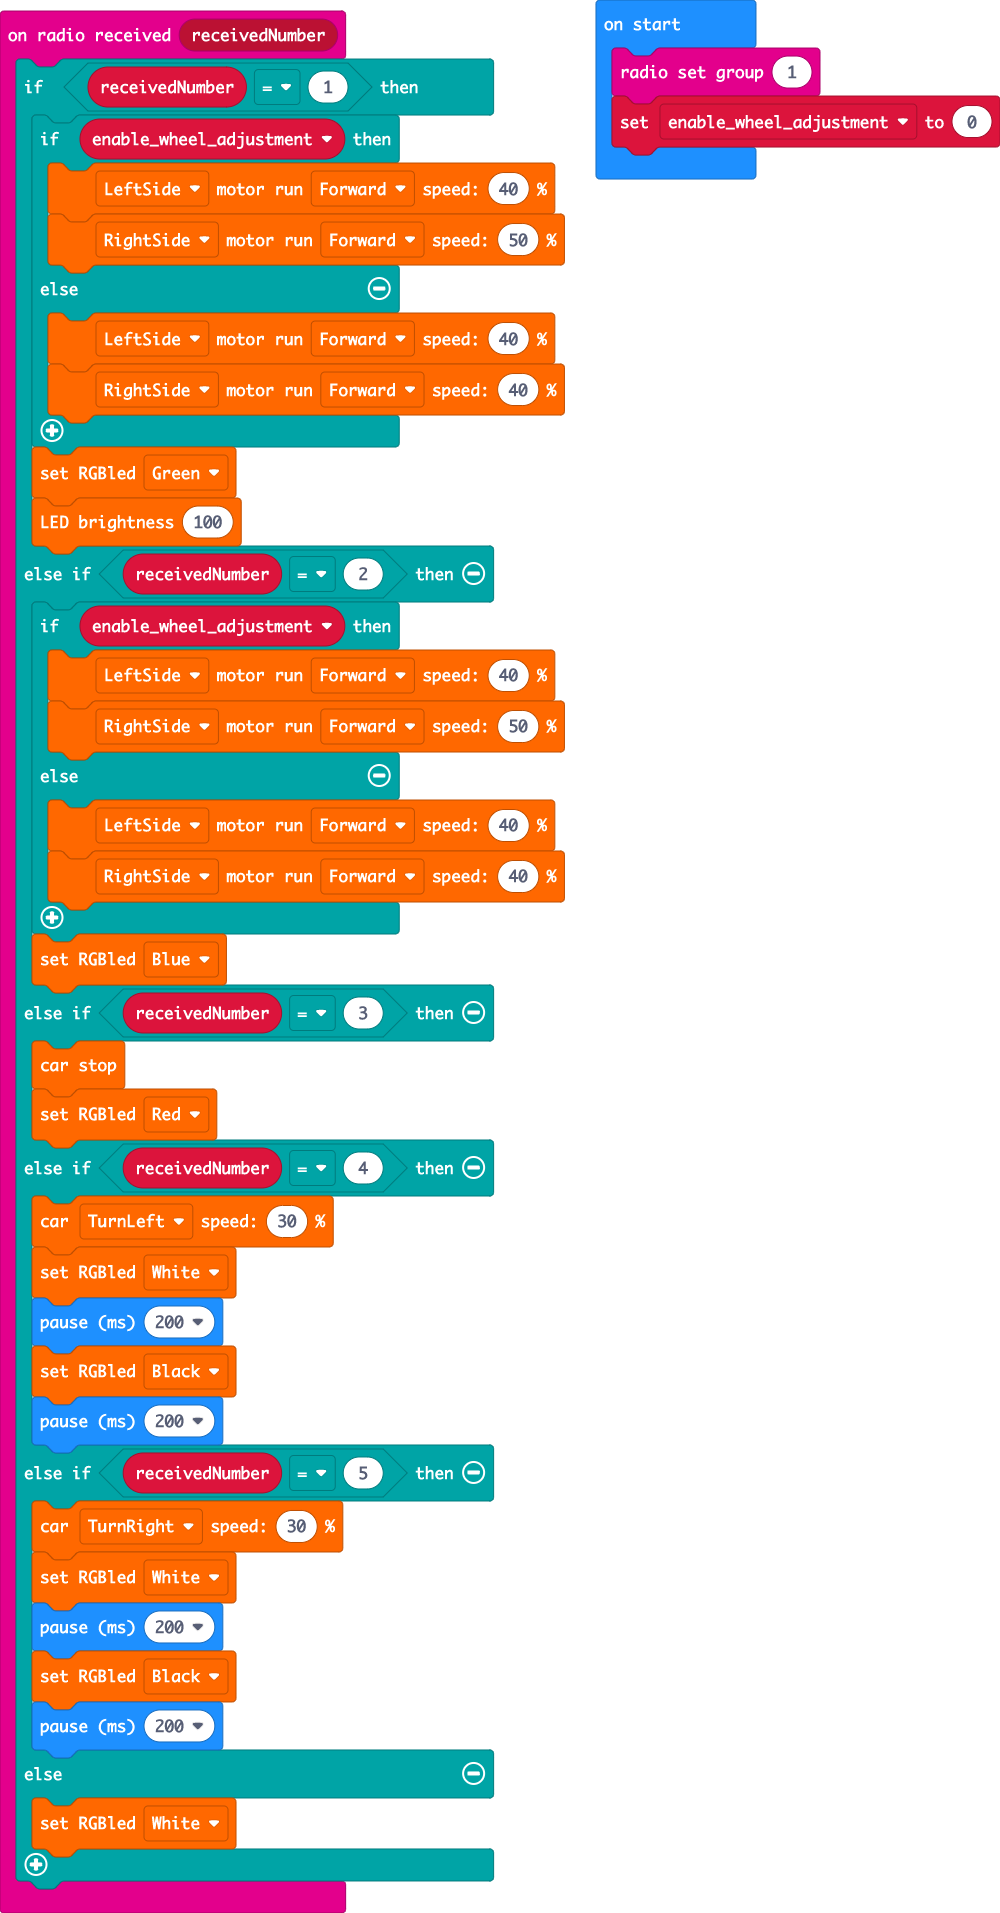 on radio received receivedNumber
if receivedNumber = 1 then
if enable_wheel_adjustment then
LeftSide motor run Forward speed: 40 %
RightSide motor run Forward speed: 50 %
else
LeftSide motor run Forward speed: 40 %
RightSide motor run Forward speed: 40 %
set RGBled Green
LED brightness 100
else if receivedNumber = 2 then
if enable_wheel_adjustment then
LeftSide motor run Forward speed: 40 %
RightSide motor run Forward speed: 50 %
else
LeftSide motor run Forward speed: 40 %
RightSide motor run Forward speed: 40 %
set RGBled Blue
else if receivedNumber = 3 then
car stop
set RGBled Red
else if receivedNumber = 4 then
car TurnLeft speed: 30 %
set RGBled White
pause (ms) 200
set RGBled Black
pause (ms) 200
else if receivedNumber = 5 then
car TurnRight speed: 30 %
set RGBled White
pause (ms) 200
set RGBled Black
pause (ms) 200
else
set RGBled White
on start
radio set group 1
set enable_wheel_adjustment to 0